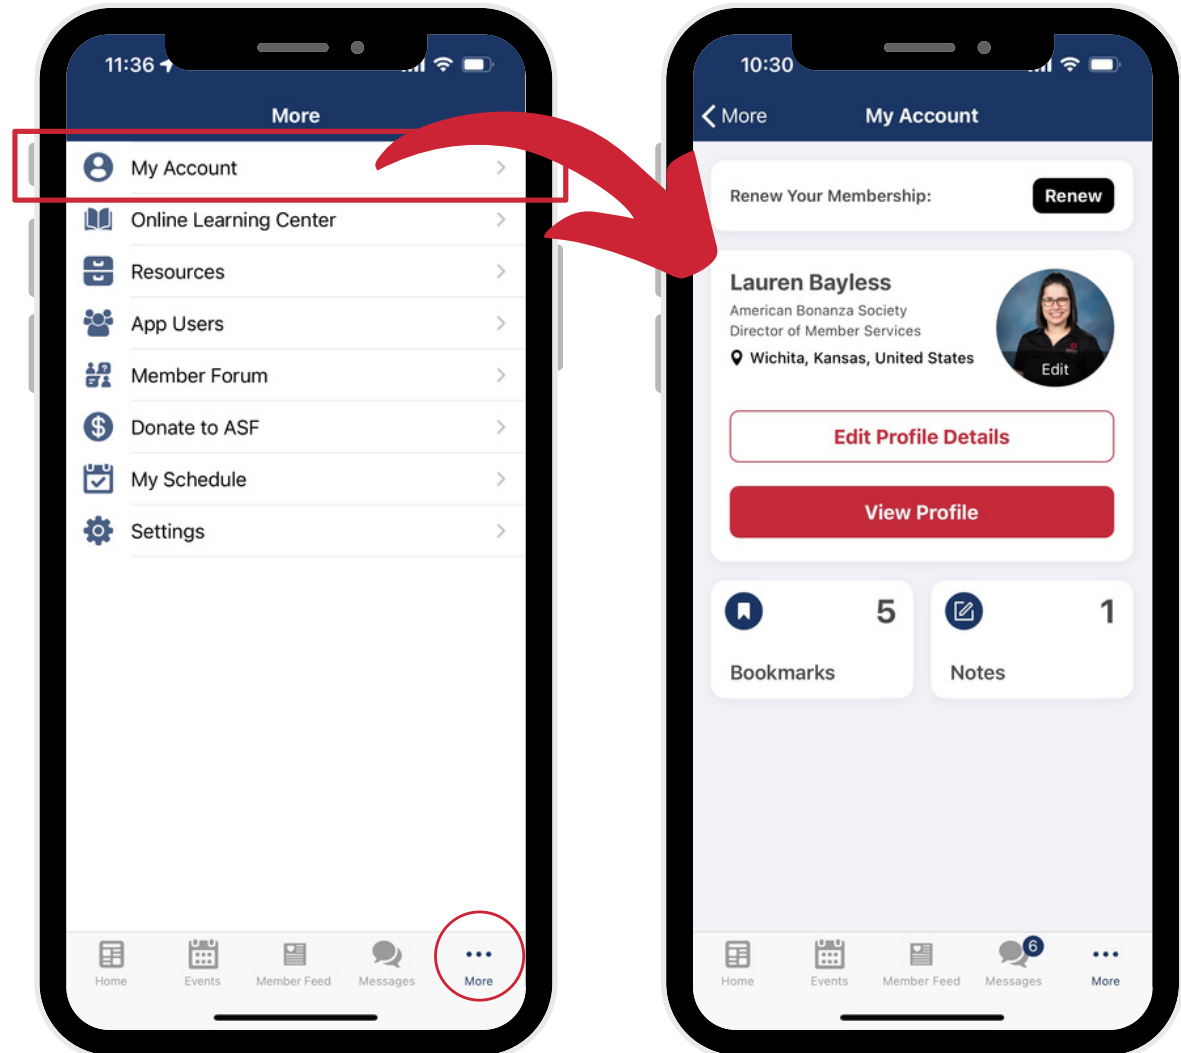 11:36
More
My Account
Online Learning Center
Resources
App Users
Member Forum
Donate to ASF
My Schedule
Settings
Home
Events
Member Feed
Messages
More
10:30
More
My Account
Renew Your Membership:
Renew
Lauren Bayless
American Bonanza Society
Director of Member Services
Wichita, Kansas, United States
Edit
Edit Profile Details
View Profile
5
1
Bookmarks
Notes
6
Home
Events
Member Feed
Messages
More